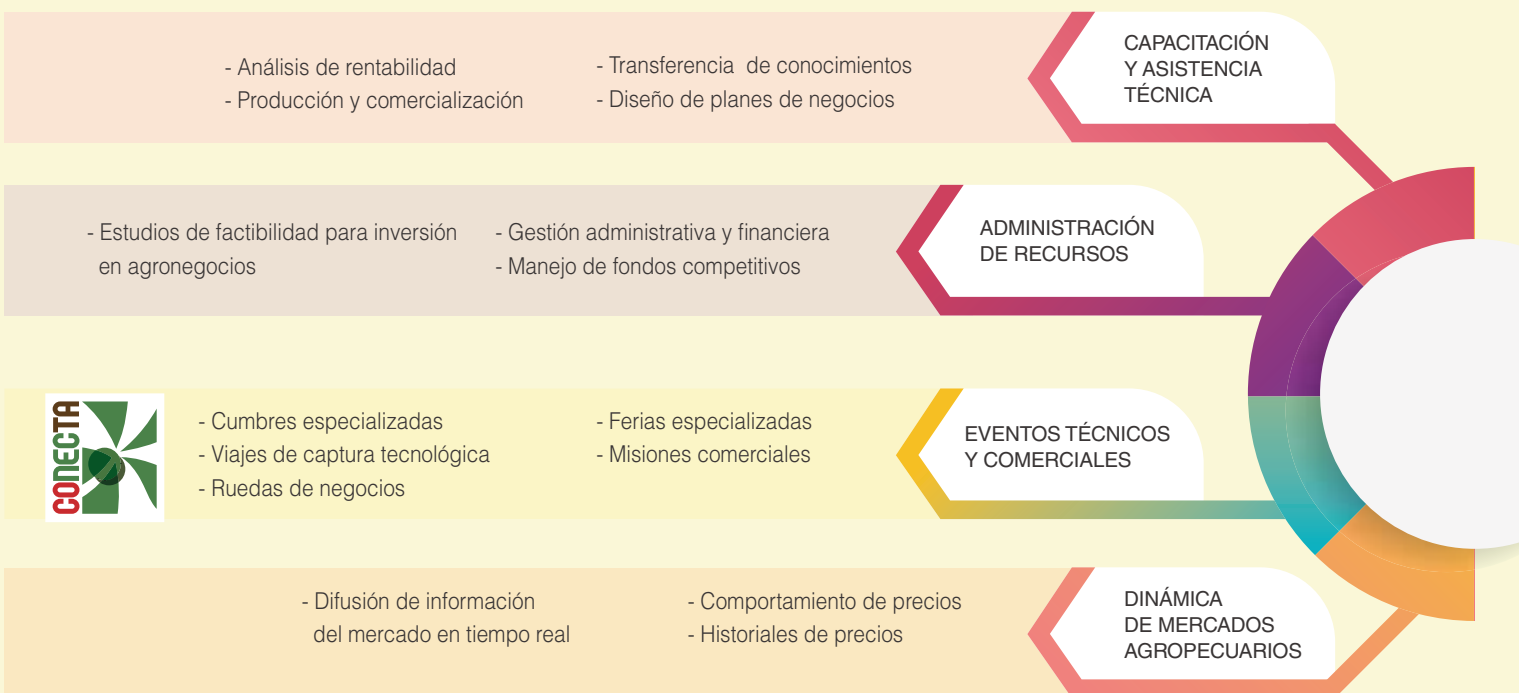 CAPACITACIÓN
Y ASISTENCIA
TÉCNICA
- Análisis de rentabilidad
- Producción y comercialización
- Transferencia de conocimientos
- Diseño de planes de negocios
ADMINISTRACIÓN
DE RECURSOS
- Estudios de factibilidad para inversión
en agronegocios
- Gestión administrativa y financiera
- Manejo de fondos competitivos
EVENTOS TÉCNICOS
Y COMERCIALES
CONECTA
- Cumbres especializadas
- Viajes de captura tecnológica
- Ruedas de negocios
- Ferias especializadas
- Misiones comerciales
DINÁMICA
DE MERCADOS
AGROPECUARIOS
- Difusión de información
del mercado en tiempo real
- Comportamiento de precios
- Historiales de precios